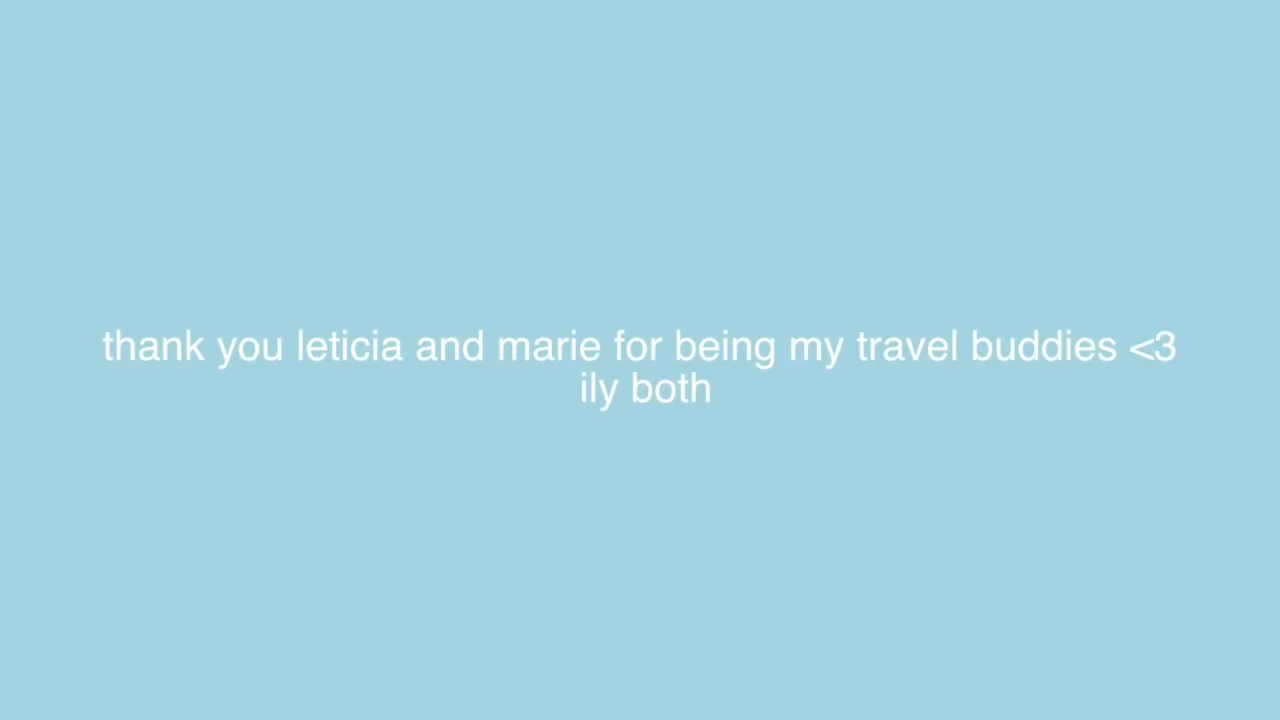 thank you leticia and marie for being my travel buddies <3
ily both